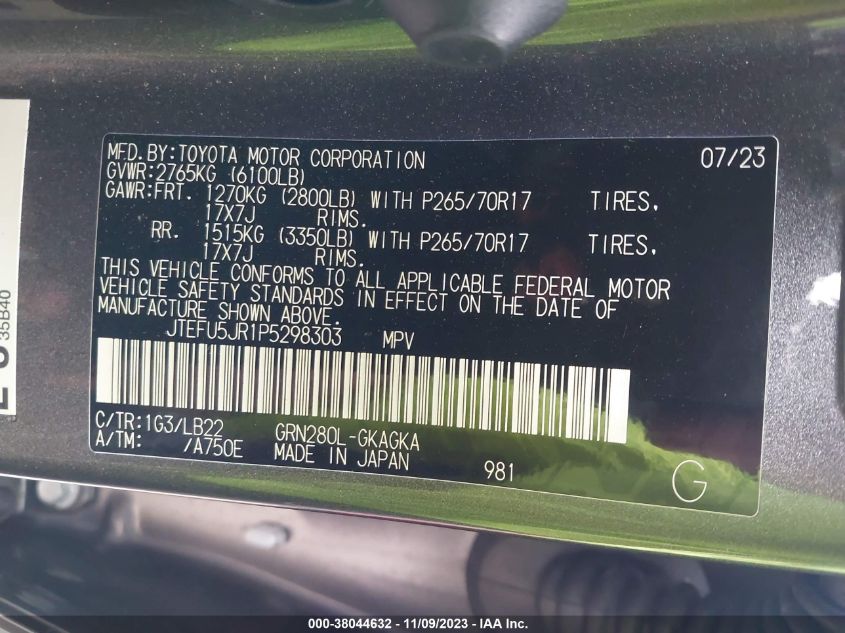 MFD.BY:TOYOTA MOTOR CORPORATION 07/23
GVWR:2765KG (6100LB)
GAWR:FRT. 1270KG (2800LB) WITH P265/70R17 TIRES.
17X7J RIMS.
RR. 1515KG (3350LB) WITH P265/70R17 TIRES.
17X7J RIMS.
THIS VEHICLE CONFORMS TO ALL APPLICABLE FEDERAL MOTOR
VEHICLE SAFETY STANDARDS IN EFFECT ON THE DATE OF
MANUFACTURE SHOWN ABOVE.
JTEFU5JR1P5298303 MPV
C/TR:1G3/LB22 GRN280L-GKAGKA
A/TM: /A750E MADE IN JAPAN 981
G
35B40
000-38044632 - 11/09/2023 - IAA Inc.